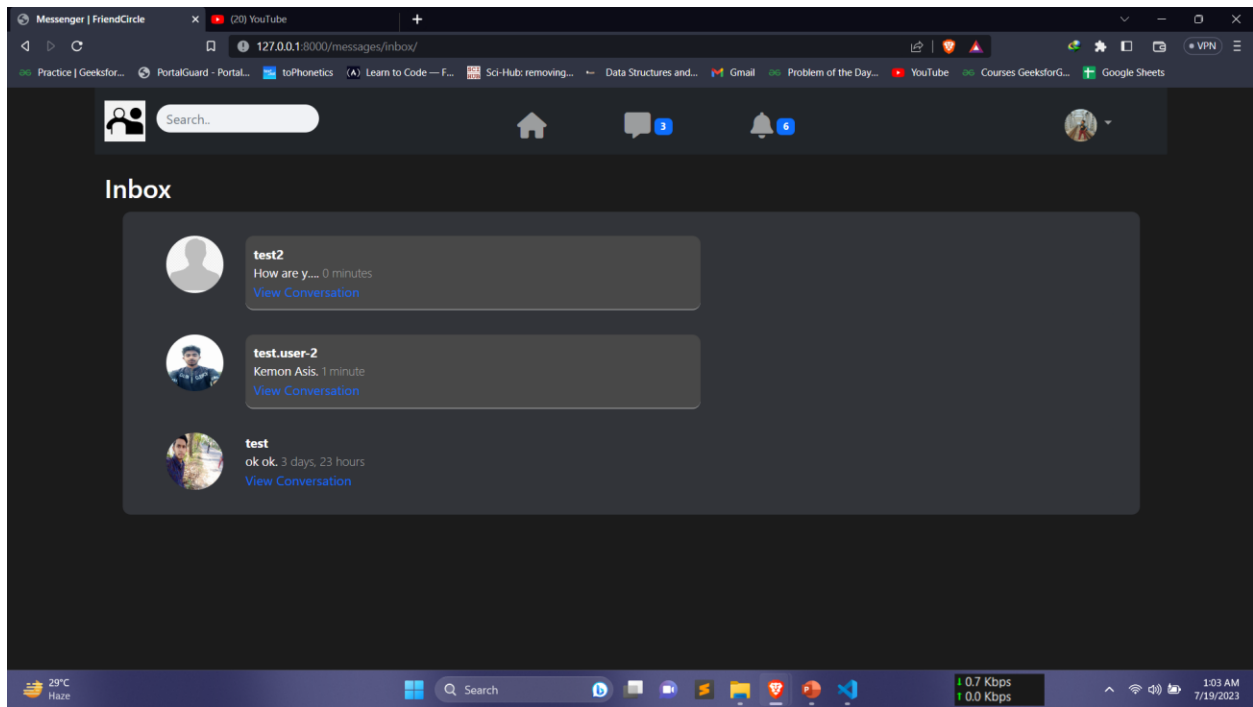 Messenger | FriendCircle
(20) YouTube
127.0.0.1:8000/messages/inbox/
VPN
Practice | Geeksfor...
PortalGuard - Portal...
toPhonetics
(A) Learn to Code — F...
Sci-Hub: removing...
Data Structures and...
Gmail
Problem of the Day...
YouTube
Courses GeeksforG...
Google Sheets
Search..
3
6
Inbox
test2
How are y.... 0 minutes
View Conversation
test.user-2
Kemon Asis. 1 minute
View Conversation
test
ok ok. 3 days, 23 hours
View Conversation
29°C
Haze
Search
↓ 0.7 Kbps
↑ 0.0 Kbps
1:03 AM
7/19/2023